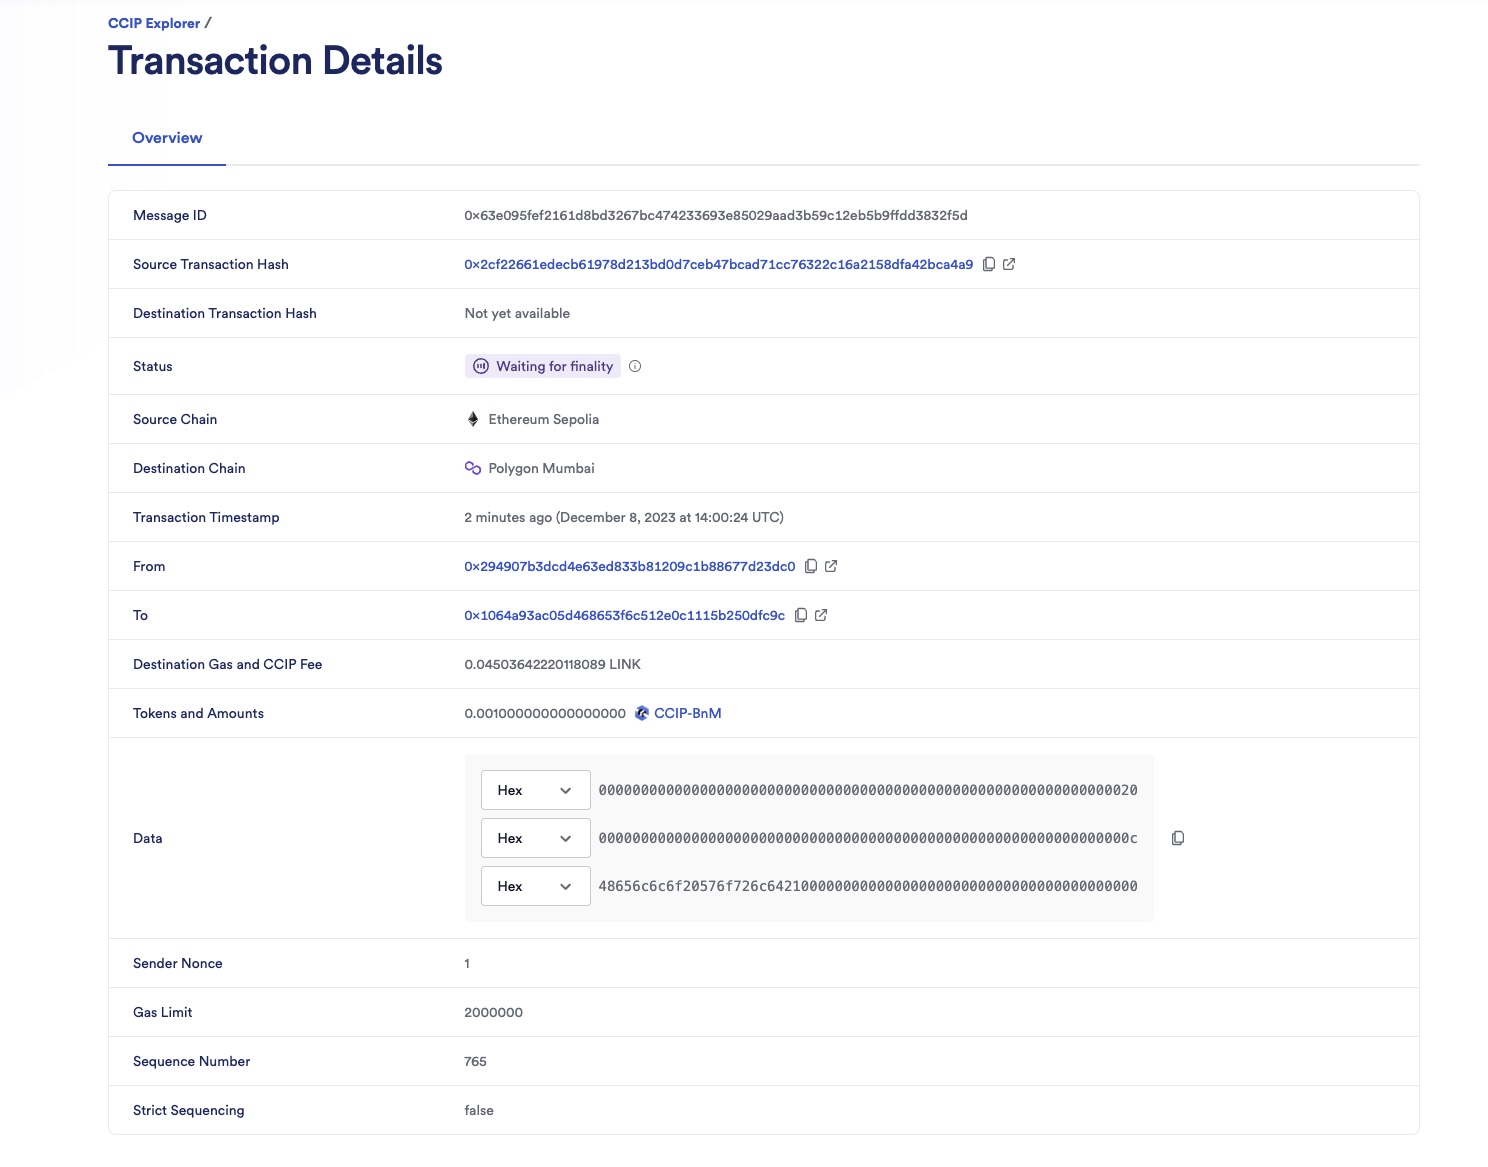 CCIP Explorer /
Transaction Details
Overview
Message ID 0x63e095fef2161d8bd3267bc474233693e85029aad3b59c12eb5b9ffdd3832f5d
Source Transaction Hash 0x2cf22661edecb61978d213bd0d7ceb47bcad71cc76322c16a2158dfa42bca4a9
Destination Transaction Hash Not yet available
Status Waiting for finality
Source Chain Ethereum Sepolia
Destination Chain Polygon Mumbai
Transaction Timestamp 2 minutes ago (December 8, 2023 at 14:00:24 UTC)
From 0x294907b3dcd4e63ed833b81209c1b88677d23dc0
To 0x1064a93ac05d468653f6c512e0c1115b250dfc9c
Destination Gas and CCIP Fee 0.04503642220118089 LINK
Tokens and Amounts 0.001000000000000000 CCIP-BnM
Hex 0000000000000000000000000000000000000000000000000000000000000020
Data Hex 000000000000000000000000000000000000000000000000000000000000000c
Hex 48656c6c6f20576f726c64210000000000000000000000000000000000000000
Sender Nonce 1
Gas Limit 2000000
Sequence Number 765
Strict Sequencing false